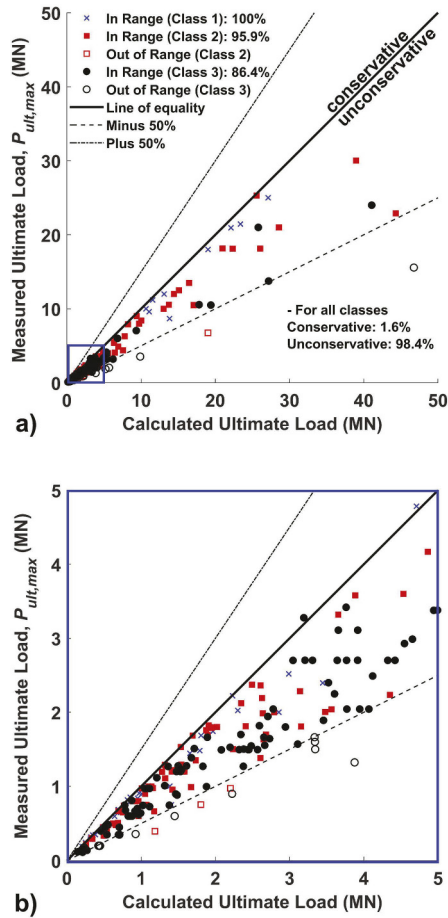 50
40
30
20
10
0
0 10 20 30 40 50
Measured Ultimate Load, P_ult,max (MN)
Calculated Ultimate Load (MN)
In Range (Class 1): 100%
In Range (Class 2): 95.9%
Out of Range (Class 2)
In Range (Class 3): 86.4%
Out of Range (Class 3)
Line of equality
Minus 50%
Plus 50%
conservative
unconservative
- For all classes
Conservative: 1.6%
Unconservative: 98.4%
a)
5
4
3
2
1
0
0 1 2 3 4 5
Measured Ultimate Load, P_ult,max (MN)
Calculated Ultimate Load (MN)
b)